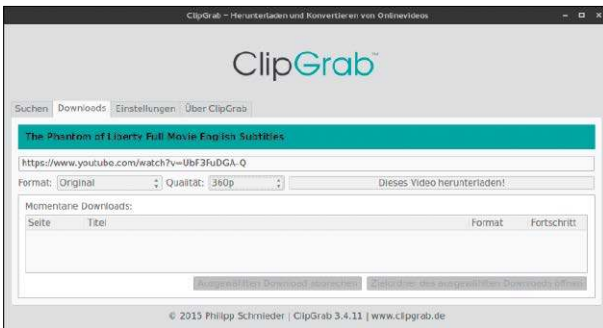 ClipGrab - Herunterladen und Konvertieren von Onlinevideos
ClipGrab™
Suchen Downloads Einstellungen Über ClipGrab
The Phantom of Liberty Full Movie English Subtitles
https://www.youtube.com/watch?v=UbF3FuDGA-Q
Format: Original Qualität: 360p Dieses Video herunterladen!
Momentane Downloads:
Seite Titel Format Fortschritt
Ausgewählten Download abbrechen Zielordner des ausgewählten Downloads öffnen
© 2015 Philipp Schmieder | ClipGrab 3.4.11 | www.clipgrab.de